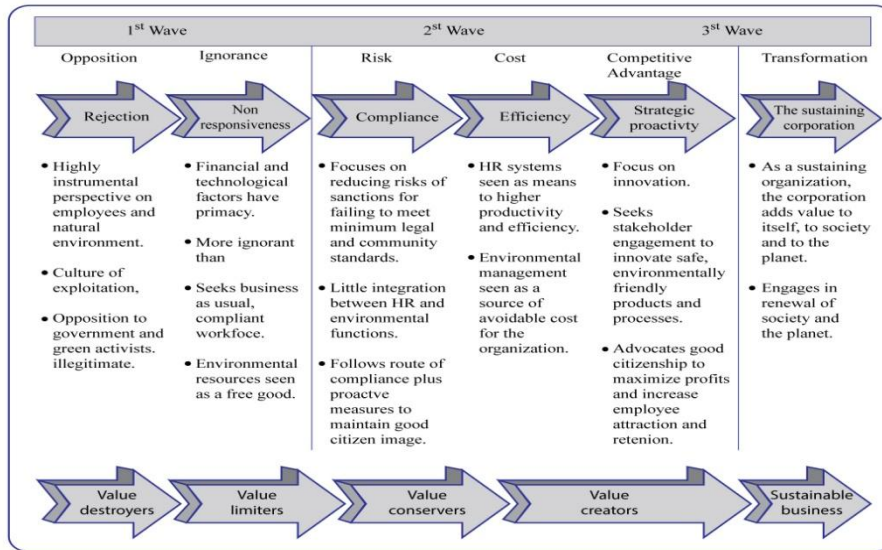 1st Wave
2nd Wave
3rd Wave
Opposition
Ignorance
Risk
Cost
Competitive
Advantage
Transformation
Rejection
Non
responsiveness
Compliance
Efficiency
Strategic
proactivty
The sustaining
corporation
• Highly
instrumental
perspective on
employees and
natural
environment.
• Culture of
exploitation,
• Opposition to
government and
green activists.
illegitimate.
• Financial and
technological
factors have
primacy.
• More ignorant
than
• Seeks business
as usual,
compliant
workfoce.
• Environmental
resources seen
as a free good.
• Focuses on
reducing risks of
sanctions for
failing to meet
minimum legal
and community
standards.
• Little integration
between HR and
environmental
functions.
• Follows route of
compliance plus
proactve
measures to
maintain good
citizen image.
• HR systems
seen as means
to higher
productivity
and efficiency.
• Environmental
management
seen as a
source of
avoidable cost
for the
organization.
• Focus on
innovation.
• Seeks
stakeholder
engagement to
innovate safe,
environmentally
friendly
products and
processes.
• Advocates good
citizenship to
maximize profits
and increase
employee
attraction and
retenion.
• As a sustaining
organization,
the corporation
adds value to
itself, to society
and to the
planet.
• Engages in
renewal of
society and
the planet.
Value
destroyers
Value
limiters
Value
conservers
Value
creators
Sustainable
business